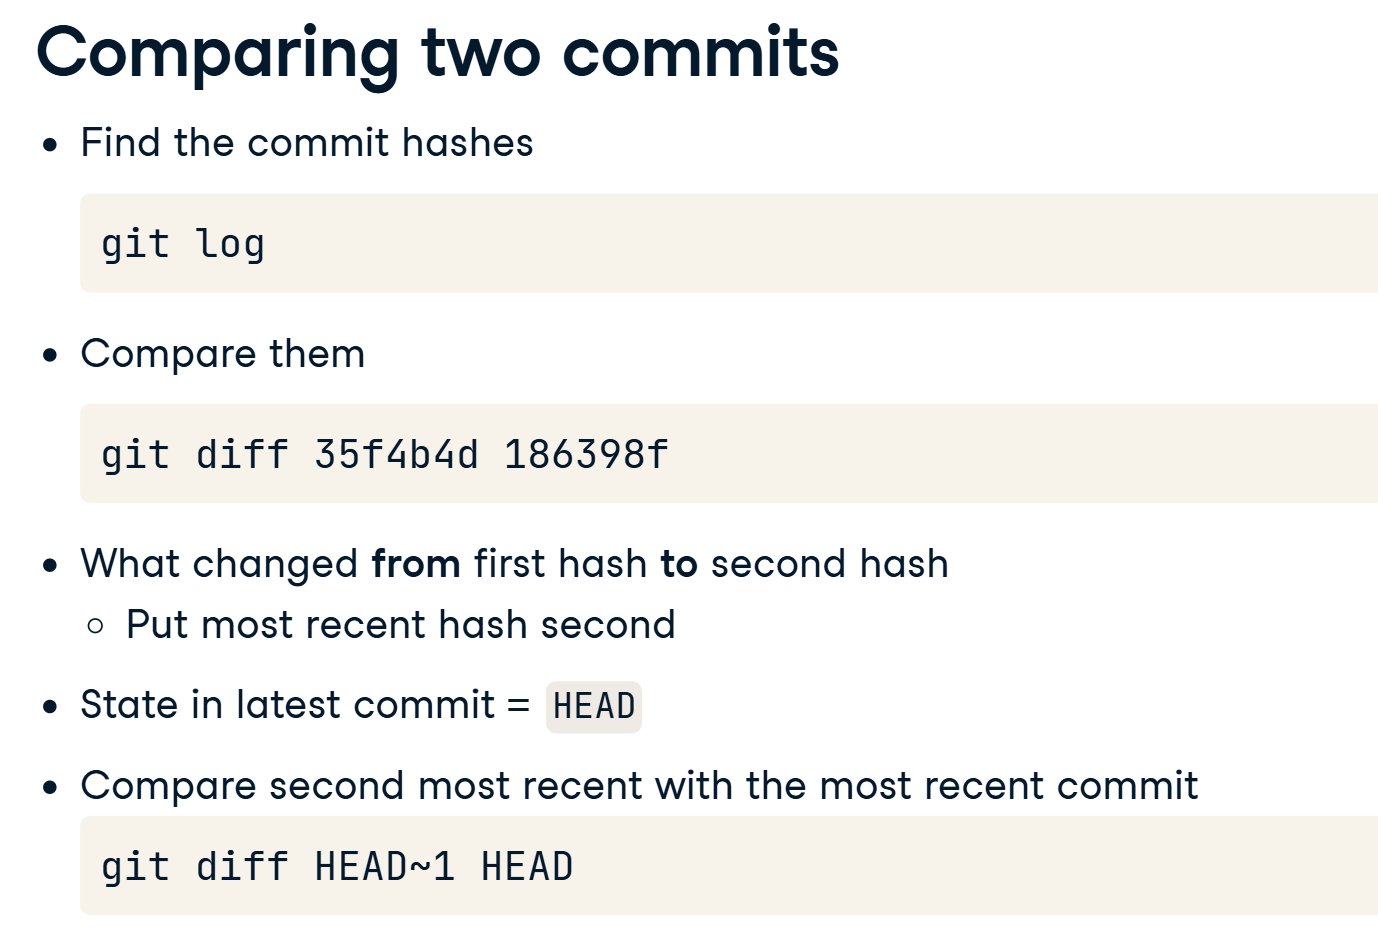 Comparing two commits
Find the commit hashes
git log
Compare them
git diff 35f4b4d 186398f
What changed from first hash to second hash
Put most recent hash second
State in latest commit = HEAD
Compare second most recent with the most recent commit
git diff HEAD~1 HEAD